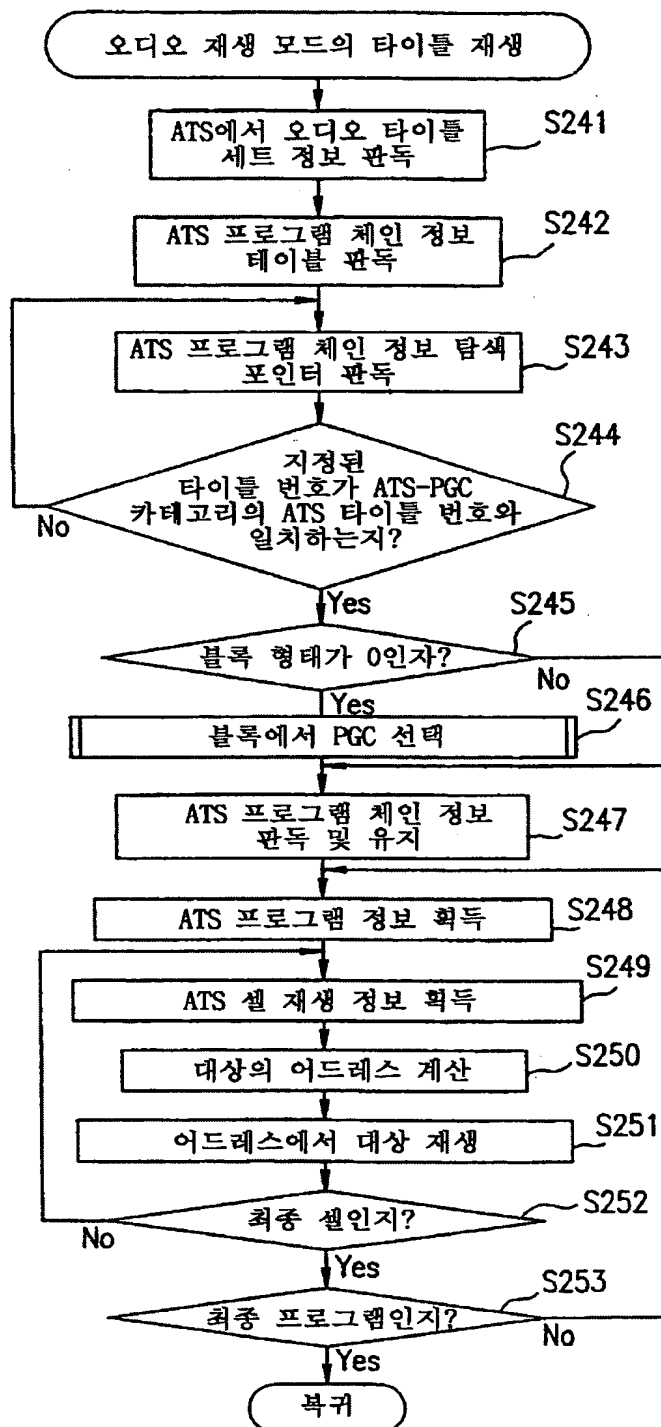 오디오 재생 모드의 타이틀 재생
ATS에서 오디오 타이틀
세트 정보 판독
S241
ATS 프로그램 체인 정보
테이블 판독
S242
ATS 프로그램 체인 정보 탐색
포인터 판독
S243
지정된
타이틀 번호가 ATS-PGC
카테고리의 ATS 타이틀 번호와
일치하는지?
S244
No
Yes
블록 형태가 0인자?
S245
No
Yes
블록에서 PGC 선택
S246
ATS 프로그램 체인 정보
판독 및 유지
S247
ATS 프로그램 정보 획득
S248
ATS 셀 재생 정보 획득
S249
대상의 어드레스 계산
S250
어드레스에서 대상 재생
S251
최종 셀인지?
S252
No
Yes
최종 프로그램인지?
S253
No
Yes
복귀